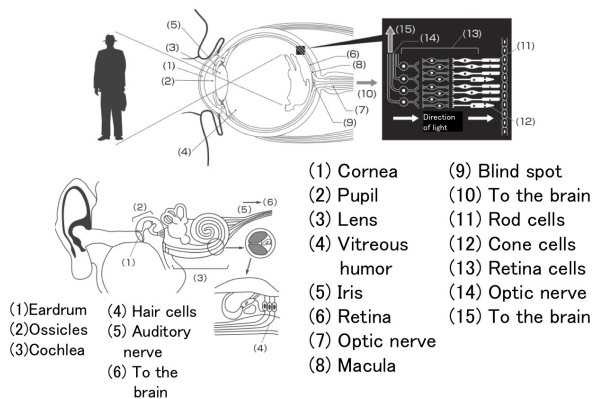 (5)
(3)
(1)
(2)
(4)
(6)
(8)
(10)
(7)
(9)
(15)
(14)
(13)
(11)
(12)
Direction
of light
(1) Cornea
(2) Pupil
(3) Lens
(4) Vitreous
humor
(5) Iris
(6) Retina
(7) Optic nerve
(8) Macula
(9) Blind spot
(10) To the brain
(11) Rod cells
(12) Cone cells
(13) Retina cells
(14) Optic nerve
(15) To the brain
(2)
(1)
(3)
(5)
(6)
(4)
(1)Eardrum
(2)Ossicles
(3)Cochlea
(4) Hair cells
(5) Auditory
nerve
(6) To the
brain